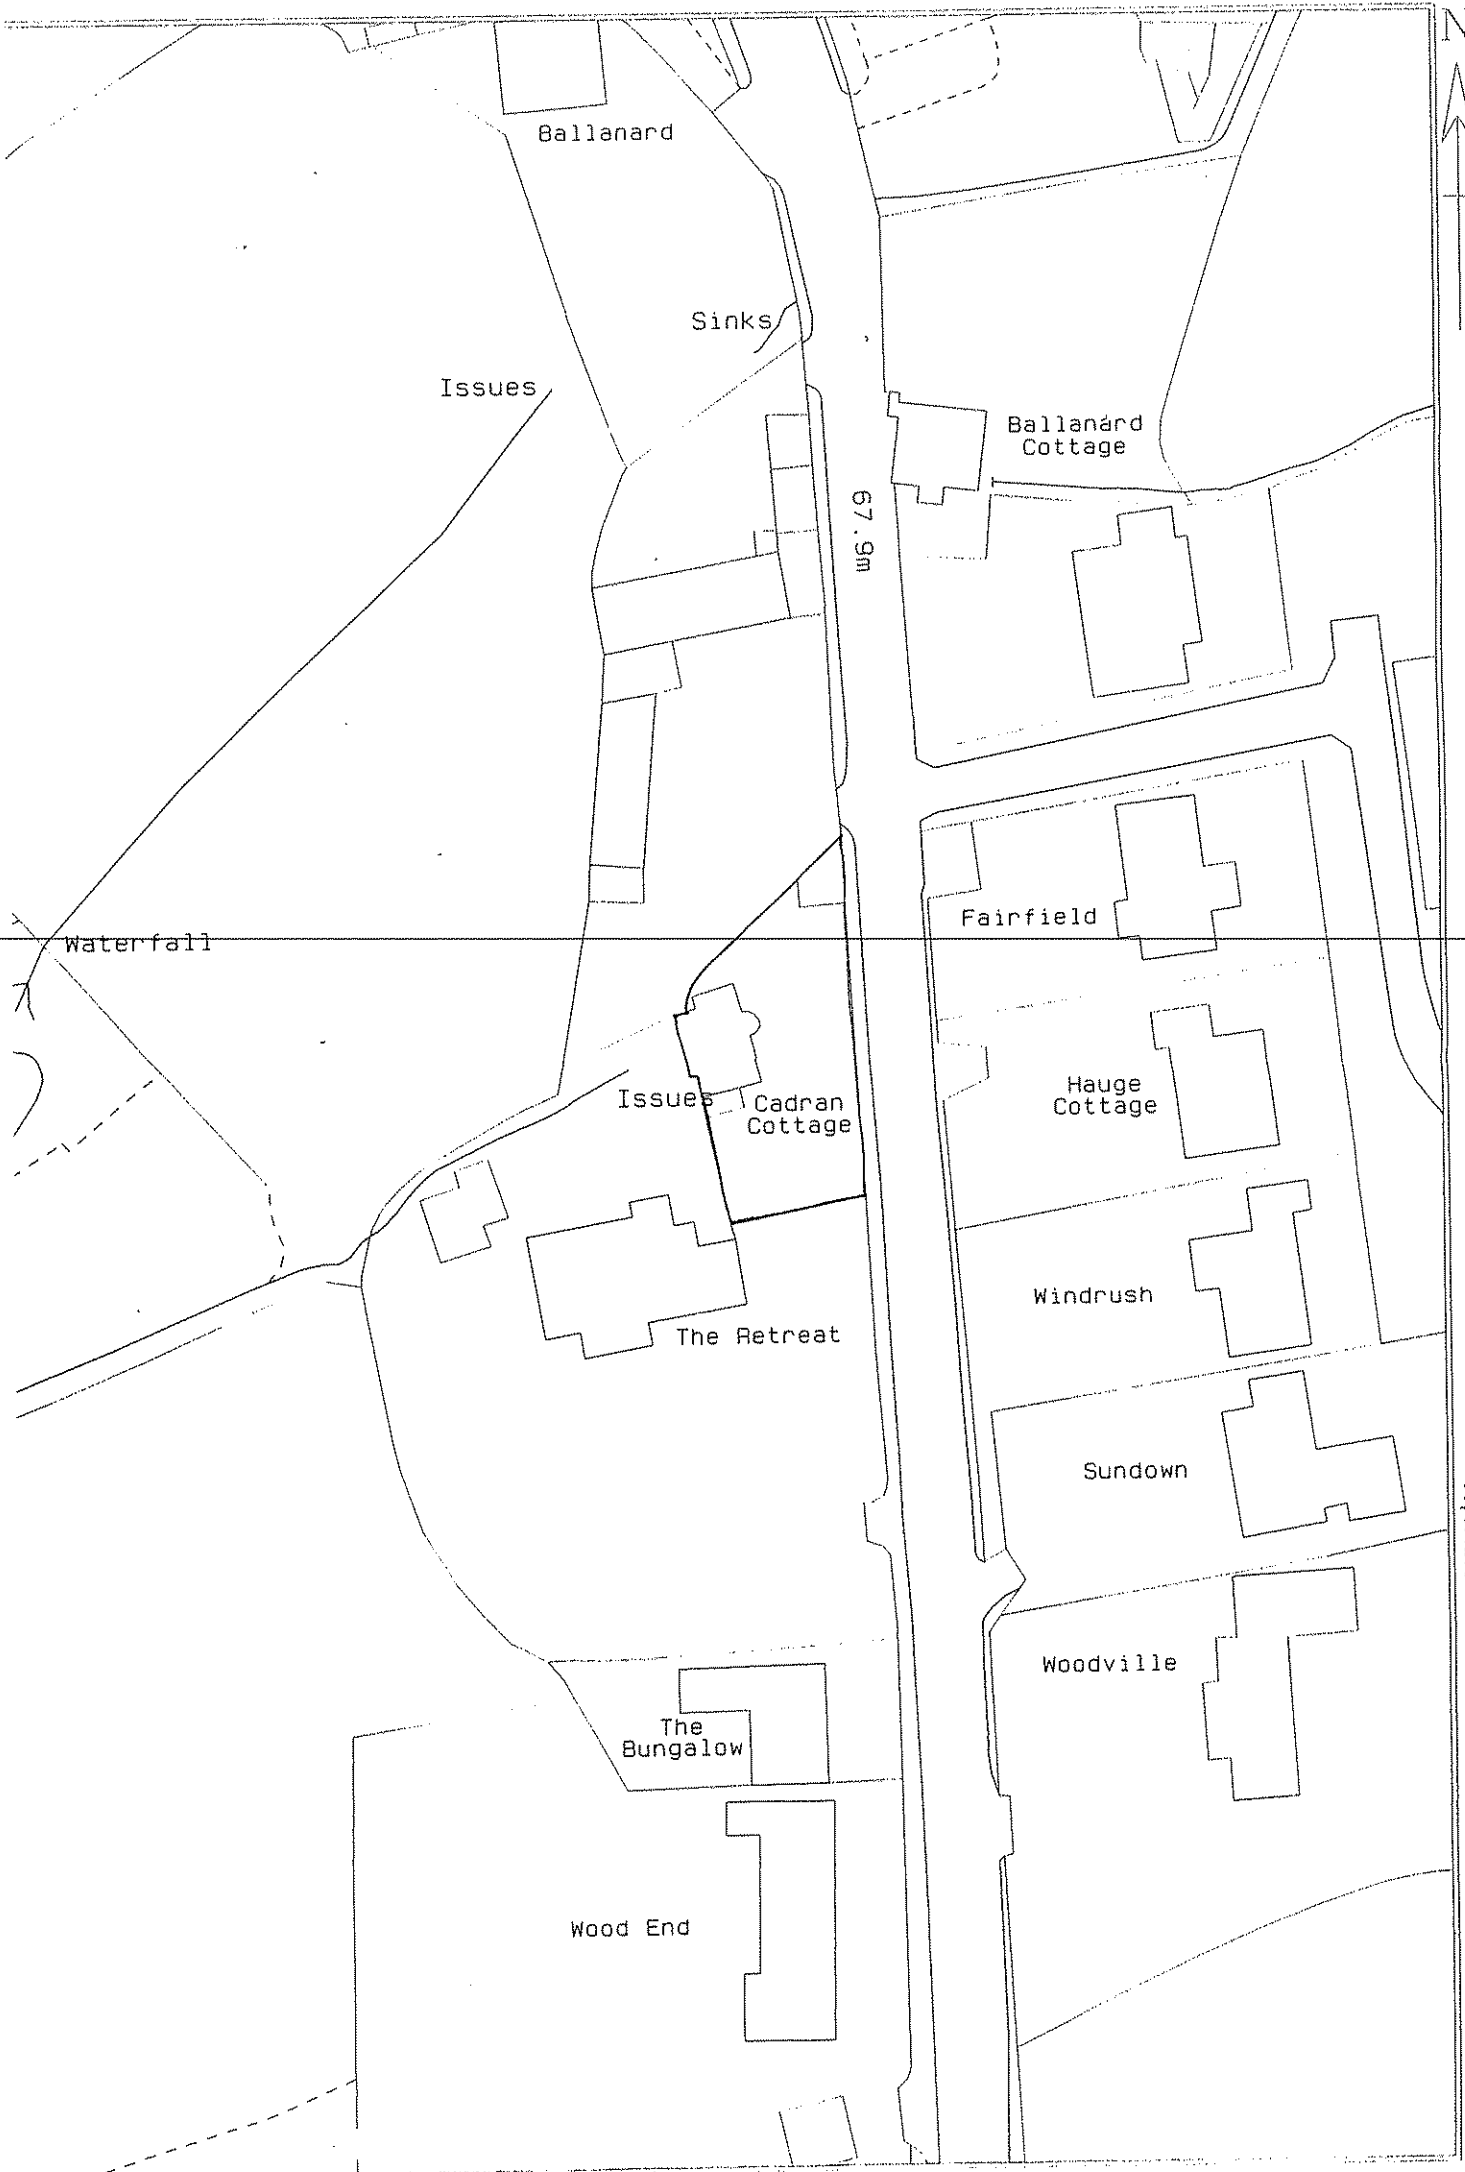 N
Ballanard
Sinks
Issues
Ballanard
Cottage
67.9m
Fairfield
Waterfall
Hauge
Cottage
Issues
Cadran
Cottage
Windrush
The Retreat
Sundown
Woodville
The
Bungalow
Wood End